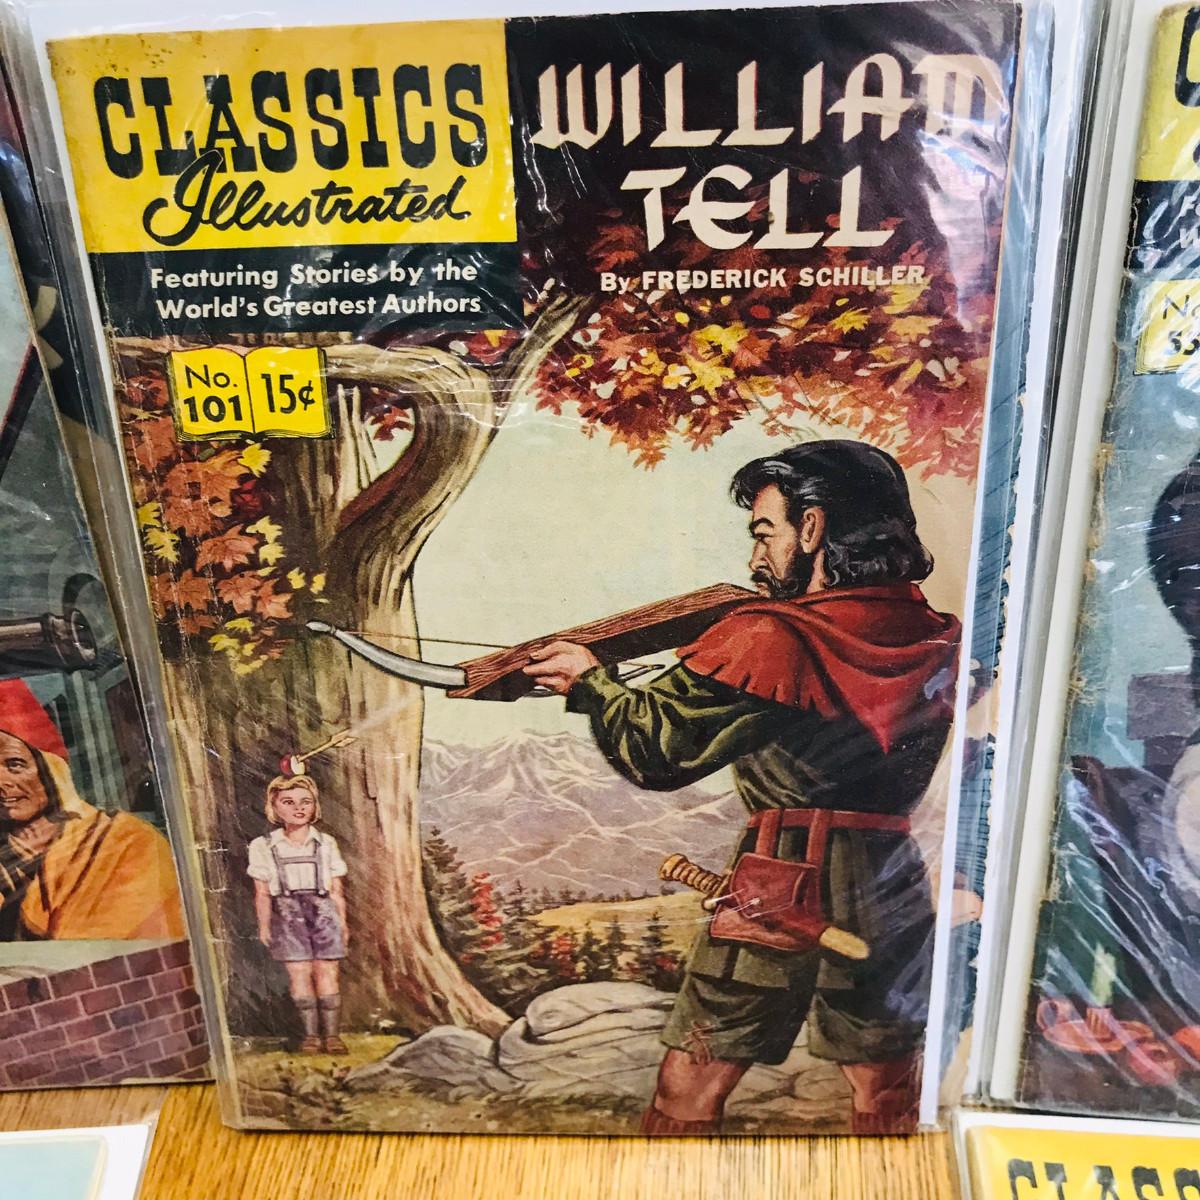 CLASSICS
Illustrated
Featuring Stories by the
World's Greatest Authors
No.
101
15¢
WILLIAM
TELL
By FREDERICK SCHILLER